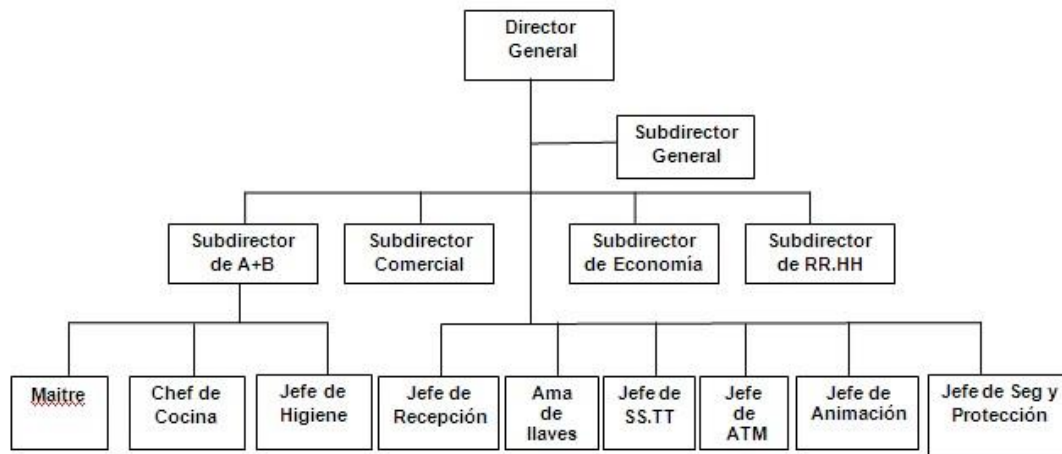 Director
General
Subdirector
General
Subdirector
de A+B
Subdirector
Comercial
Subdirector
de Economía
Subdirector
de RR.HH
Maitre
Chef de
Cocina
Jefe de
Higiene
Jefe de
Recepción
Ama
de
llaves
Jefe de
SS.TT
Jefe
de
ATM
Jefe de
Animación
Jefe de Seg y
Protección